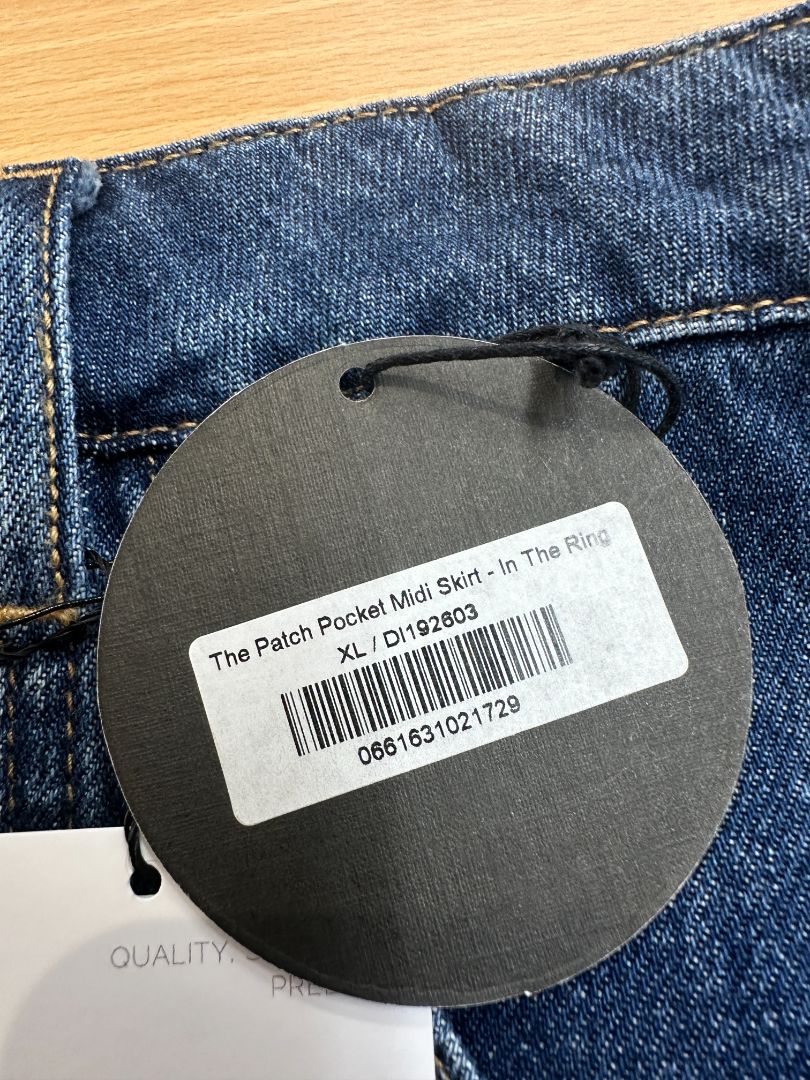 The Patch Pocket Midi Skirt - In The Ring
XL / DI192603
0661631021729
QUALITY,